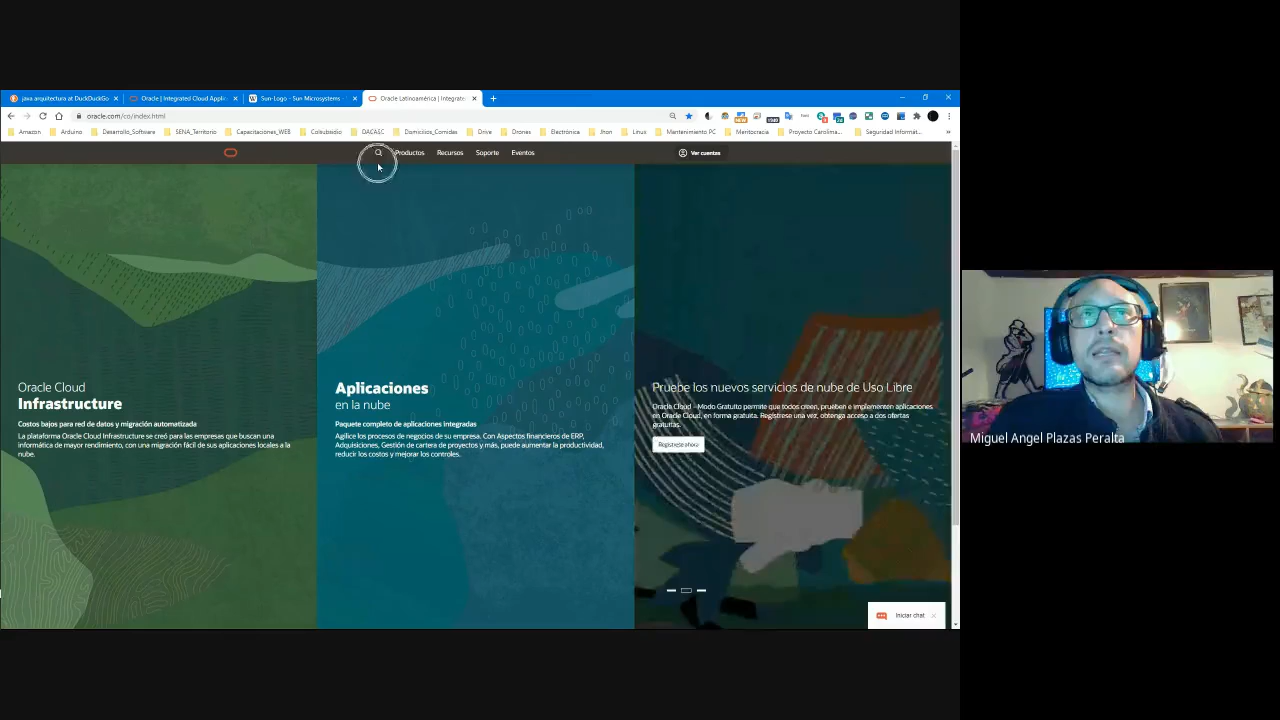 java arquitectura at DuckDuckGo
Oracle | Integrated Cloud Appli
Sun-Logo - Sun Microsystems -
Oracle Latinoamérica | Integrate
oracle.com/co/index.html
Amazon
Arduino
Desarrollo_Software
SENA_Territorio
Capacitaciones_WEB
Colsubsidio
DACASC
Domicilios_Comidas
Drive
Drones
Electrónica
Jhon
Linux
Mantenimiento PC
Meritocracia
Proyecto Carolima...
Seguridad Informát...
Productos
Recursos
Soporte
Eventos
Ver cuentas
Oracle Cloud
Infrastructure
Costos bajos para red de datos y migración automatizada
La plataforma Oracle Cloud Infrastructure se creó para las empresas que buscan una
informática de mayor rendimiento, con una migración fácil de sus aplicaciones locales a la
nube.
Aplicaciones
en la nube
Paquete completo de aplicaciones integradas
Agilice los procesos de negocios de su empresa. Con Aspectos financieros de ERP,
Adquisiciones, Gestión de cartera de proyectos y más, puede aumentar la productividad,
reducir los costos y mejorar los controles.
Pruebe los nuevos servicios de nube de Uso Libre
Oracle Cloud - Modo Gratuito permite que todos creen, prueben e implementen aplicaciones
en Oracle Cloud, en forma gratuita. Regístrese una vez, obtenga acceso a dos ofertas
gratuitas.
Regístrese ahora
Iniciar chat
Miguel Angel Plazas Peralta